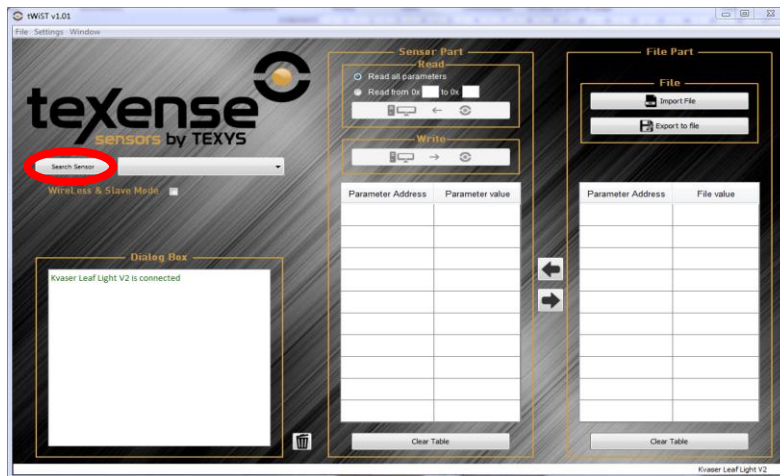 tWiST v1.01
File Settings Window
teXense
sensors by TEXYS
Search Sensor
WireLess & Slave Mode
Dialog Box
Kvaser Leaf Light V2 is connected
Sensor Part
Read
Read all parameters
Read from 0x to 0x
Write
Parameter Address Parameter value
Clear Table
File Part
File
Import File
Export to file
Parameter Address File value
Clear Table
Kvaser Leaf Light V2